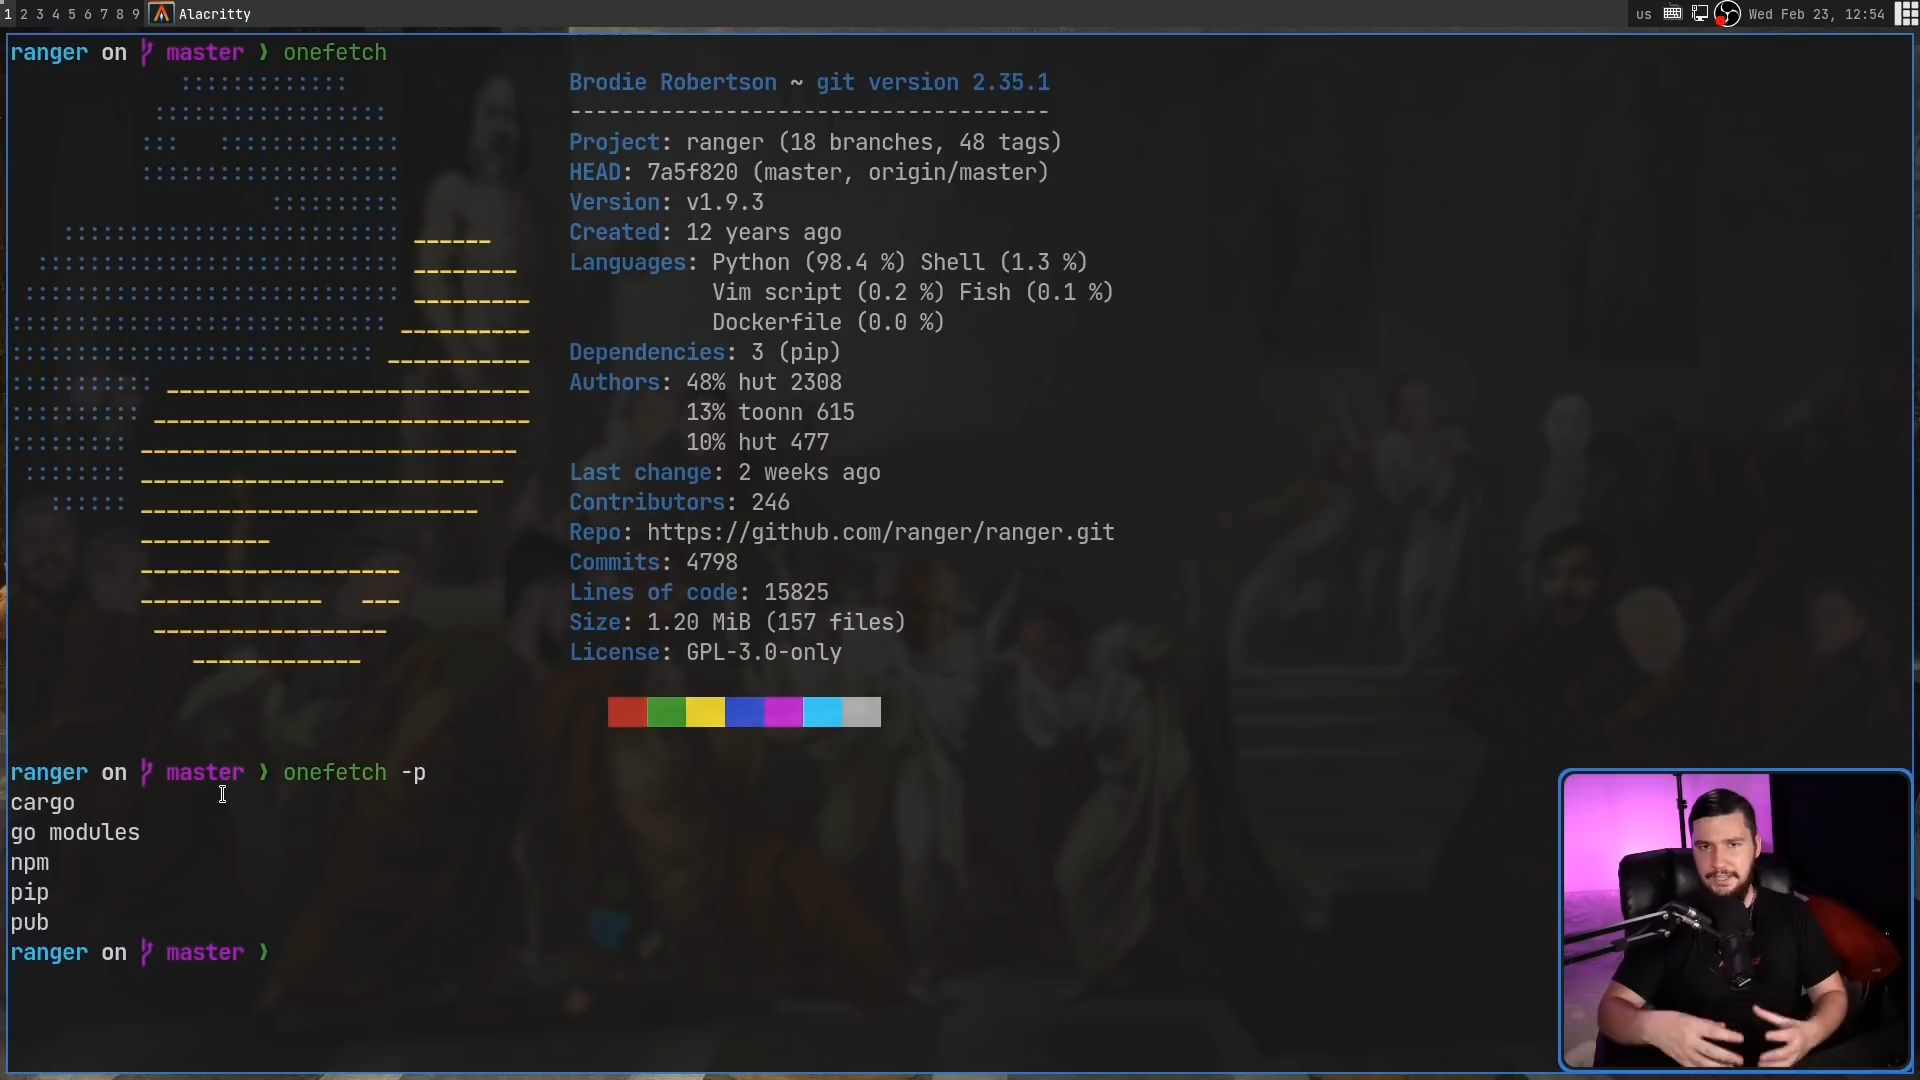 1 2 3 4 5 6 7 8 9 Alacritty us Wed Feb 23, 12:54
ranger on master ❯ onefetch
Brodie Robertson ~ git version 2.35.1
-------------------------------------
Project: ranger (18 branches, 48 tags)
HEAD: 7a5f820 (master, origin/master)
Version: v1.9.3
Created: 12 years ago
Languages: Python (98.4 %) Shell (1.3 %)
Vim script (0.2 %) Fish (0.1 %)
Dockerfile (0.0 %)
Dependencies: 3 (pip)
Authors: 48% hut 2308
13% toonn 615
10% hut 477
Last change: 2 weeks ago
Contributors: 246
Repo: https://github.com/ranger/ranger.git
Commits: 4798
Lines of code: 15825
Size: 1.20 MiB (157 files)
License: GPL-3.0-only
ranger on master ❯ onefetch -p
cargo
go modules
npm
pip
pub
ranger on master ❯